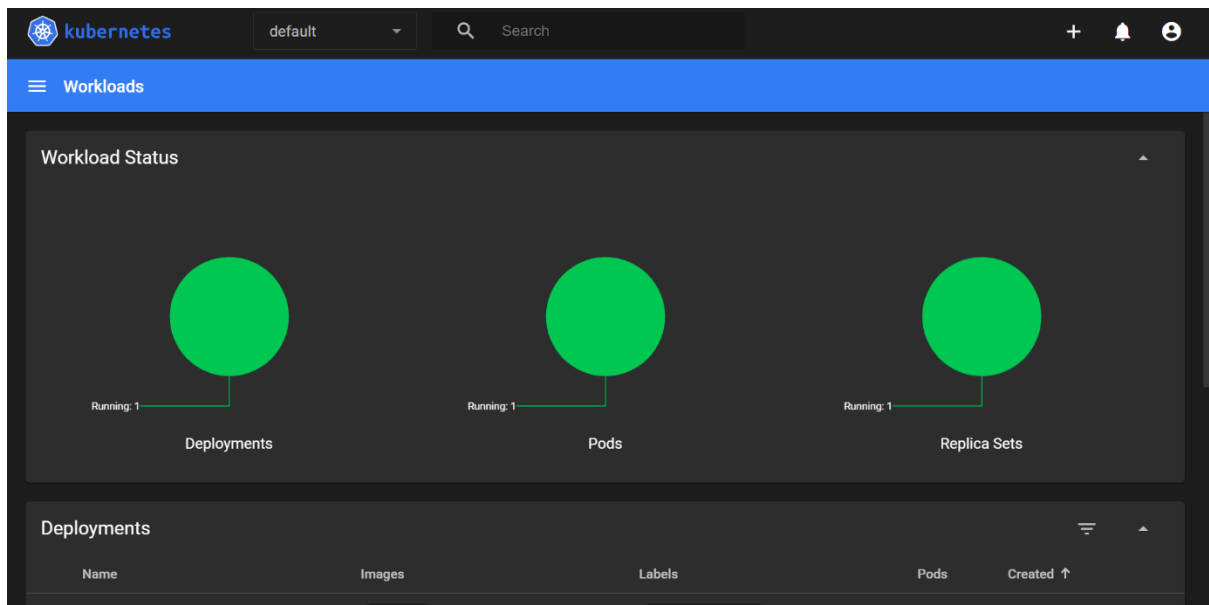 kubernetes default Search
Workloads
Workload Status
Running: 1 Running: 1 Running: 1
Deployments Pods Replica Sets
Deployments
Name Images Labels Pods Created